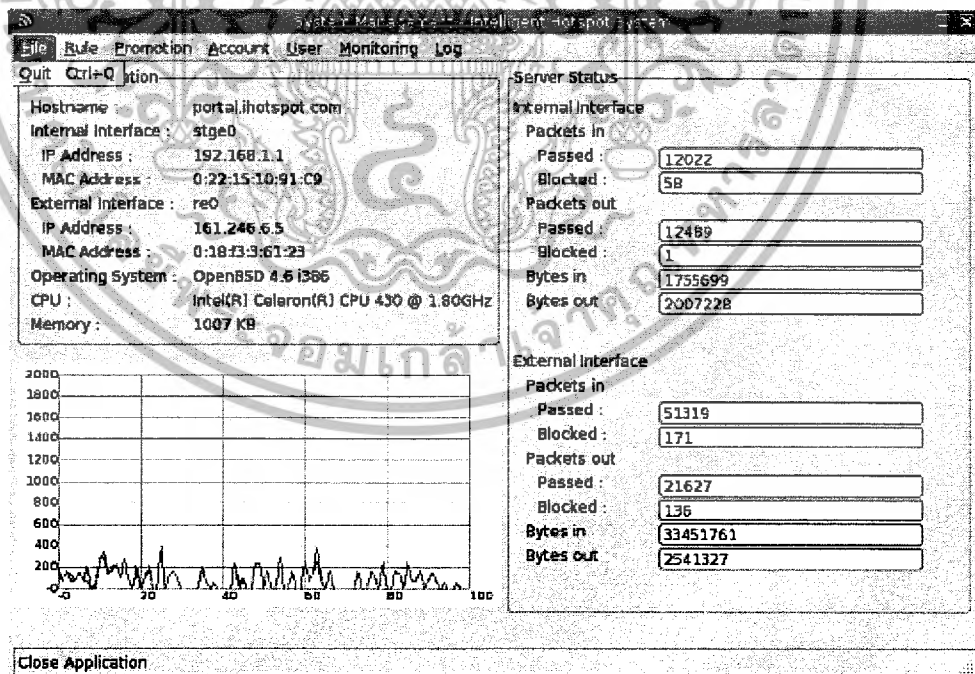 System Management - Intelligent Hotspot System
File Rule Promotion Account User Monitoring Log
Quit Ctrl+Q
ation
Hostname : portal.ihotspot.com
Internal Interface : stge0
IP Address : 192.168.1.1
MAC Address : 0:22:15:10:91:C9
External Interface : re0
IP Address : 161.246.6.5
MAC Address : 0:18:f3:3:61:23
Operating System : OpenBSD 4.6 i386
CPU : Intel(R) Celeron(R) CPU 430 @ 1.80GHz
Memory : 1007 KB
2000
1800
1600
1400
1200
1000
800
600
400
200
-0
-0 20 40 60 80 100
Server Status
Internal Interface
Packets in
Passed : 12022
Blocked : 58
Packets out
Passed : 12489
Blocked : 1
Bytes in 1755699
Bytes out 2007228
External Interface
Packets in
Passed : 51319
Blocked : 171
Packets out
Passed : 21627
Blocked : 136
Bytes in 33451761
Bytes out 2541327
Close Application